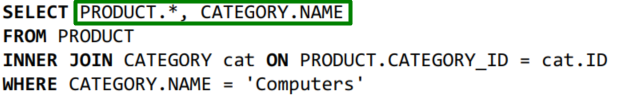 SELECT PRODUCT.*, CATEGORY.NAME
FROM PRODUCT
INNER JOIN CATEGORY cat ON PRODUCT.CATEGORY_ID = cat.ID
WHERE CATEGORY.NAME = 'Computers'